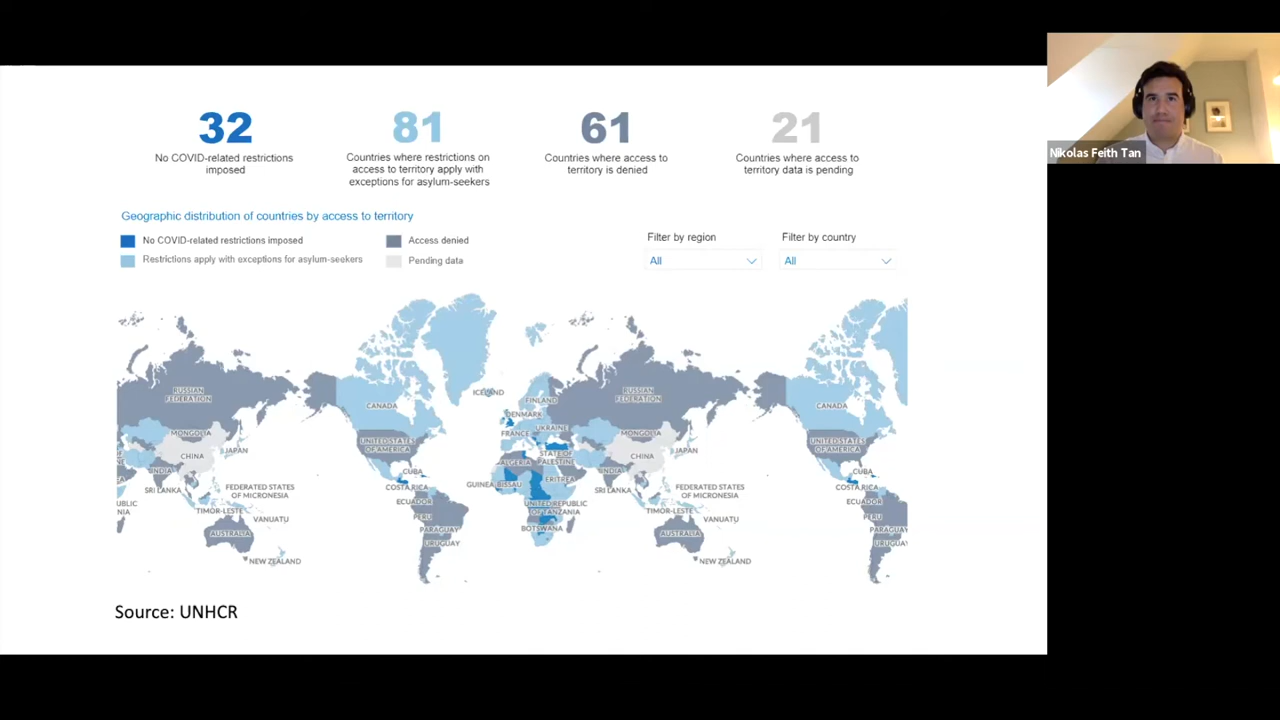 32
81
61
21
No COVID-related restrictions
imposed
Countries where restrictions on
access to territory apply with
exceptions for asylum-seekers
Countries where access to
territory is denied
Countries where access to
territory data is pending
Nikolas Feith Tan
Geographic distribution of countries by access to territory
No COVID-related restrictions imposed
Access denied
Restrictions apply with exceptions for asylum-seekers
Pending data
Filter by region
Filter by country
All
All
RUSSIAN
FEDERATION
MONGOLIA
CHINA
JAPAN
INDIA
SRI LANKA
FEDERATED STATES
OF MICRONESIA
TIMOR-LESTE
VANUATU
AUSTRALIA
NEW ZEALAND
CANADA
UNITED STATES
OF AMERICA
CUBA
COSTA RICA
ECUADOR
PERU
PARAGUAY
URUGUAY
ICELAND
FINLAND
DENMARK
UKRAINE
FRANCE
STATE OF
PALESTINE
ALGERIA
GUINEA-BISSAU
ERITREA
UNITED REPUBLIC
OF TANZANIA
BOTSWANA
RUSSIAN
FEDERATION
MONGOLIA
CHINA
JAPAN
INDIA
SRI LANKA
FEDERATED STATES
OF MICRONESIA
TIMOR-LESTE
VANUATU
AUSTRALIA
NEW ZEALAND
CANADA
UNITED STATES
OF AMERICA
CUBA
COSTA RICA
ECUADOR
PERU
PARAGUAY
URUGUAY
UBLIC
NIA
Source: UNHCR